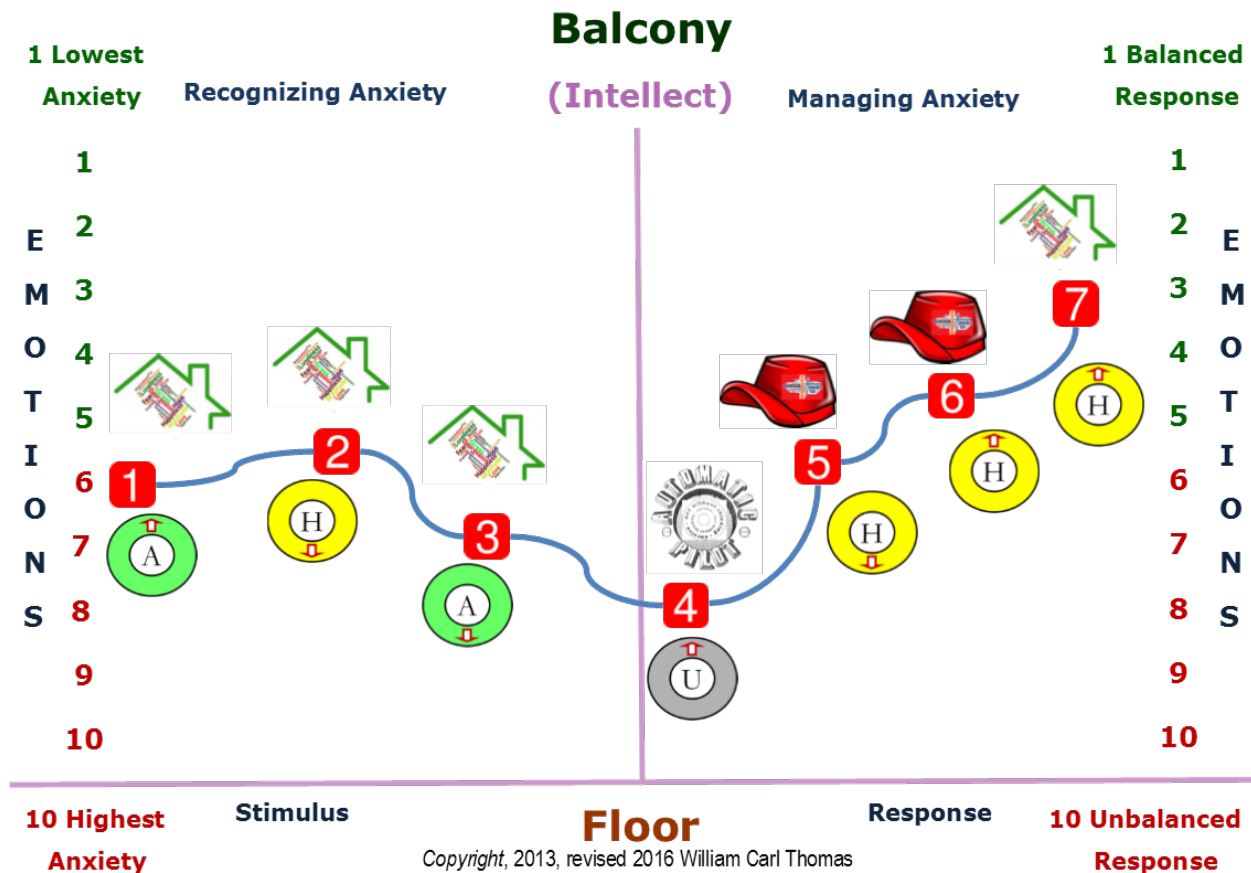 Balcony
1 Lowest
Anxiety
Recognizing Anxiety
(Intellect)
Managing Anxiety
1 Balanced
Response
E
M
O
T
I
O
N
S
1
2
3
4
5
6
7
8
9
10
1
2
3
4
5
6
7
A
H
A
AUTOMATIC
PILOT
U
H
H
H
1
2
3
4
5
6
7
8
9
10
E
M
O
T
I
O
N
S
10 Highest
Anxiety
Stimulus
Floor
Response
10 Unbalanced
Response
Copyright, 2013, revised 2016 William Carl Thomas